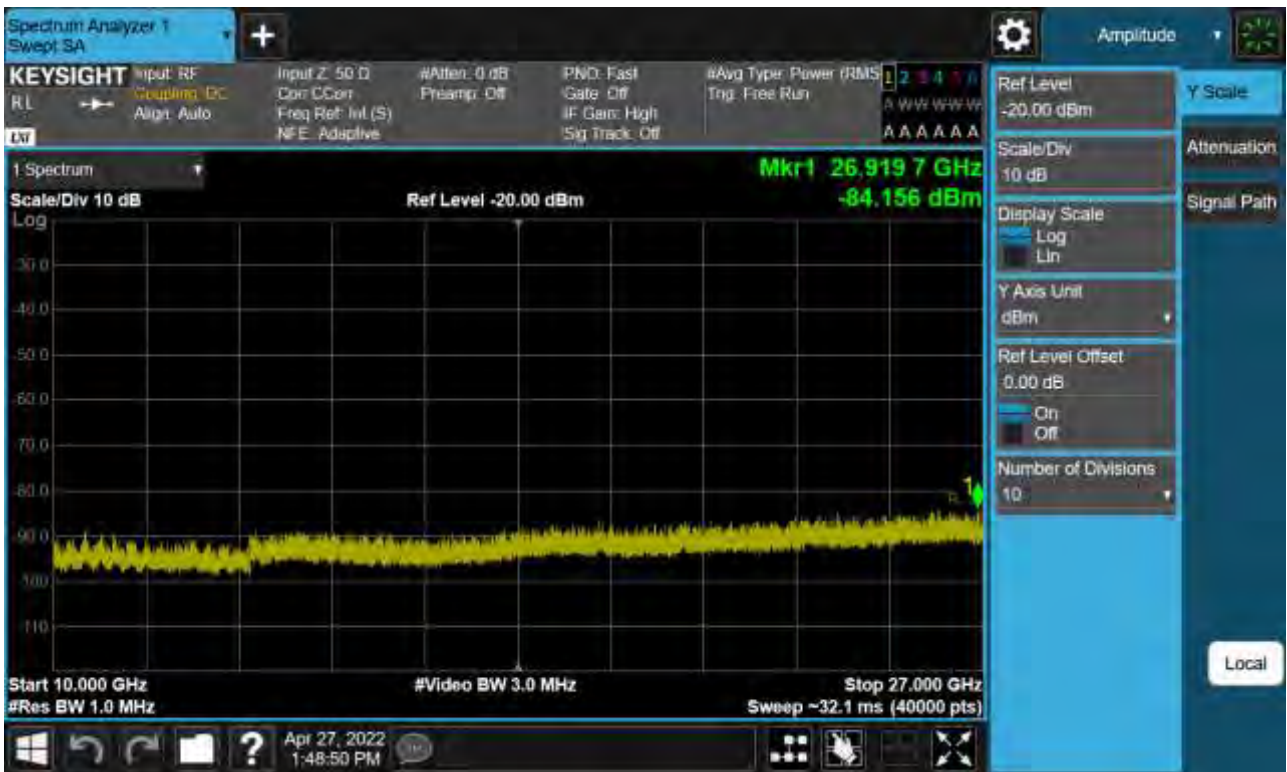 Spectrum Analyzer 1
Swept SA
+
Amplitude
KEYSIGHT
RL
Input: RF
Coupling: DC
Align: Auto
Input Z: 50 Ω
Corr CCorr
Freq Ref: Int (S)
NFE: Adaptive
#Atten: 0 dB
Preamp: Off
PNO: Fast
Gate: Off
IF Gain: High
Sig Track: Off
#Avg Type: Power (RMS
Trig: Free Run
1 2 3 4 5 6
A W W W W W
A A A A A A
1 Spectrum
Mkr1 26.919 7 GHz
Scale/Div 10 dB
Ref Level -20.00 dBm
-84.156 dBm
Log
-30.0
-40.0
-50.0
-60.0
-70.0
-80.0
-90.0
-100
-110
1
Start 10.000 GHz
#Video BW 3.0 MHz
Stop 27.000 GHz
#Res BW 1.0 MHz
Sweep ~32.1 ms (40000 pts)
Ref Level
-20.00 dBm
Scale/Div
10 dB
Display Scale
Log
Lin
Y Axis Unit
dBm
Ref Level Offset
0.00 dB
On
Off
Number of Divisions
10
Y Scale
Attenuation
Signal Path
Local
?
Apr 27, 2022
1:48:50 PM